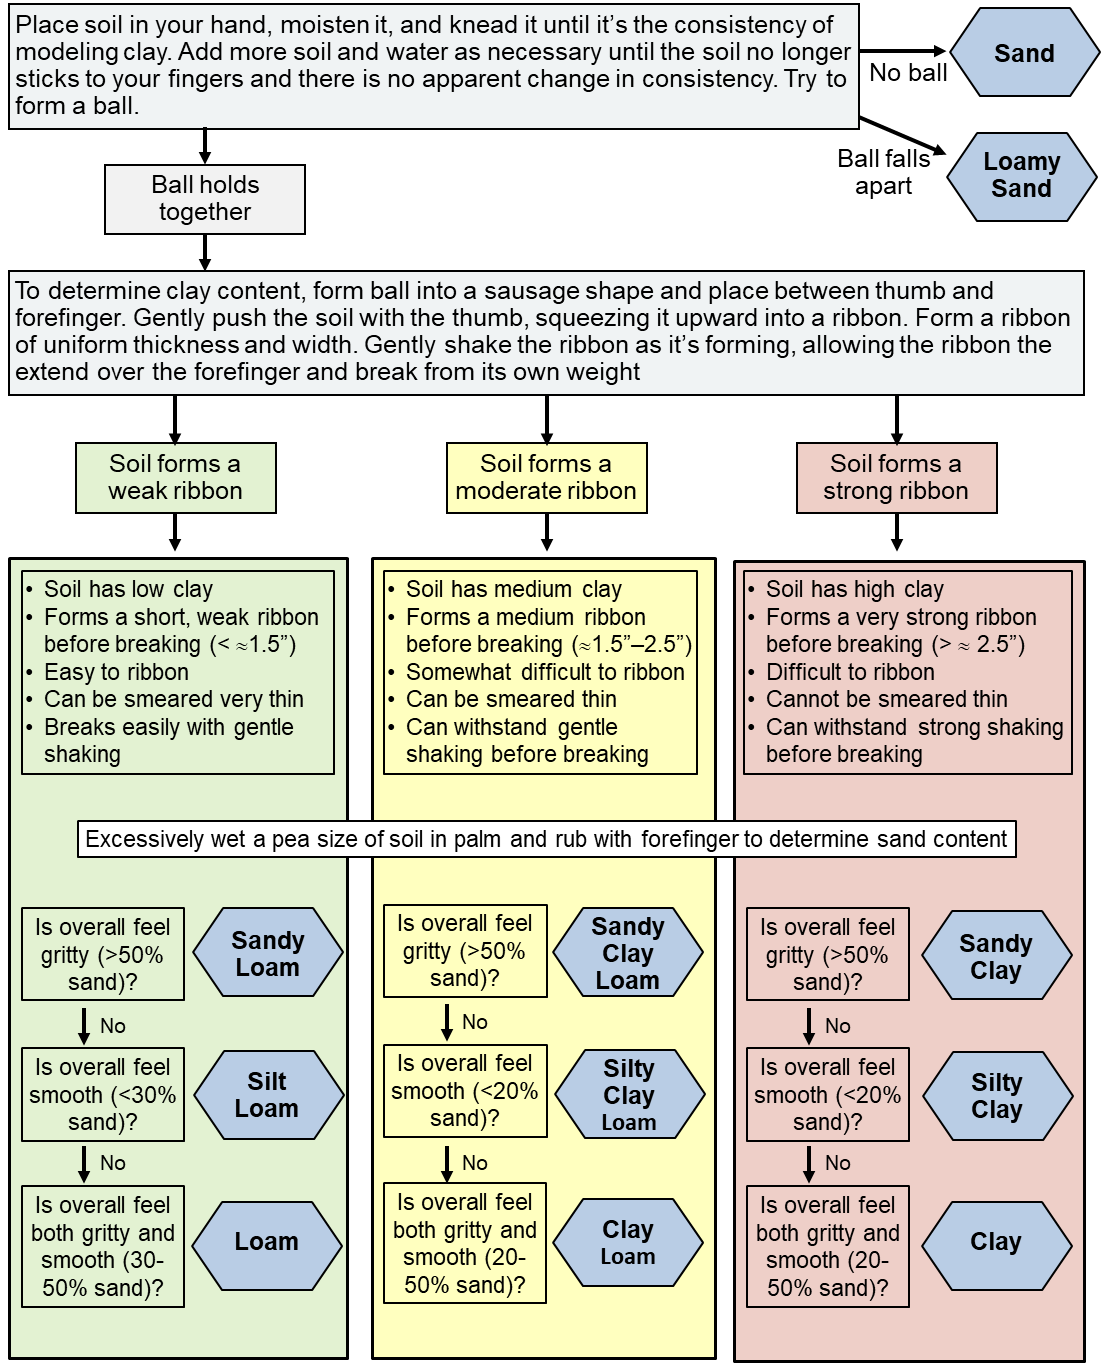 Place soil in your hand, moisten it, and knead it until it’s the consistency of
modeling clay. Add more soil and water as necessary until the soil no longer
sticks to your fingers and there is no apparent change in consistency. Try to
form a ball.
No ball
Sand
Ball falls
apart
Loamy
Sand
Ball holds
together
To determine clay content, form ball into a sausage shape and place between thumb and
forefinger. Gently push the soil with the thumb, squeezing it upward into a ribbon. Form a ribbon
of uniform thickness and width. Gently shake the ribbon as it’s forming, allowing the ribbon the
extend over the forefinger and break from its own weight
Soil forms a
weak ribbon
Soil forms a
moderate ribbon
Soil forms a
strong ribbon
• Soil has low clay
• Forms a short, weak ribbon
before breaking (< ≈1.5”)
• Easy to ribbon
• Can be smeared very thin
• Breaks easily with gentle
shaking
• Soil has medium clay
• Forms a medium ribbon
before breaking (≈1.5”–2.5”)
• Somewhat difficult to ribbon
• Can be smeared thin
• Can withstand gentle
shaking before breaking
• Soil has high clay
• Forms a very strong ribbon
before breaking (> ≈ 2.5”)
• Difficult to ribbon
• Cannot be smeared thin
• Can withstand strong shaking
before breaking
Excessively wet a pea size of soil in palm and rub with forefinger to determine sand content
Is overall feel
gritty (>50%
sand)?
Sandy
Loam
No
Is overall feel
smooth (<30%
sand)?
Silt
Loam
No
Is overall feel
both gritty and
smooth (30-
50% sand)?
Loam
Is overall feel
gritty (>50%
sand)?
Sandy
Clay
Loam
No
Is overall feel
smooth (<20%
sand)?
Silty
Clay
Loam
No
Is overall feel
both gritty and
smooth (20-
50% sand)?
Clay
Loam
Is overall feel
gritty (>50%
sand)?
Sandy
Clay
No
Is overall feel
smooth (<20%
sand)?
Silty
Clay
No
Is overall feel
both gritty and
smooth (20-
50% sand)?
Clay